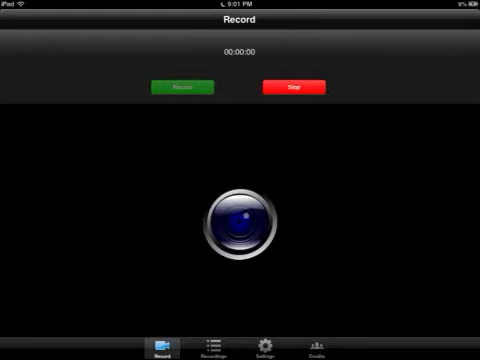 iPad 9:01 PM 9%
Record
00:00:00
Record Stop
Record Recordings Settings Credits